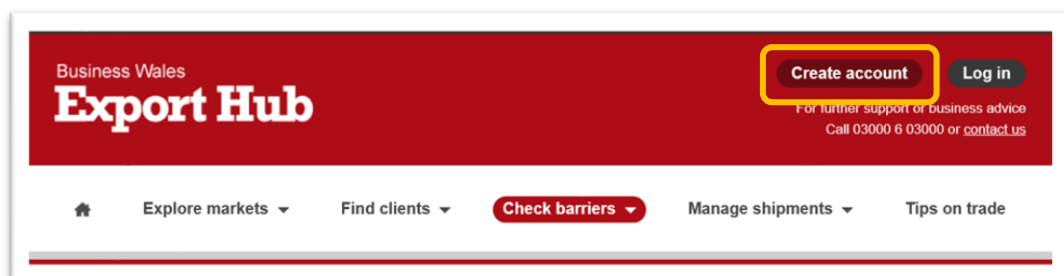 Business Wales
Export Hub
Create account
Log in
For further support or business advice
Call 03000 6 03000 or contact us
Explore markets
Find clients
Check barriers
Manage shipments
Tips on trade